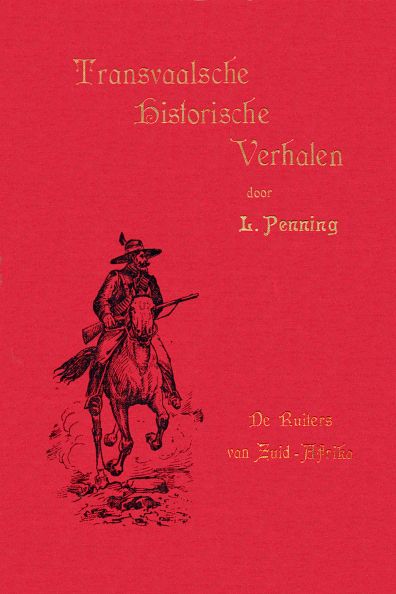 Transvaalsche
Historische
Verhalen
door
L. Penning
De Ruiters
van Zuid-Afrika